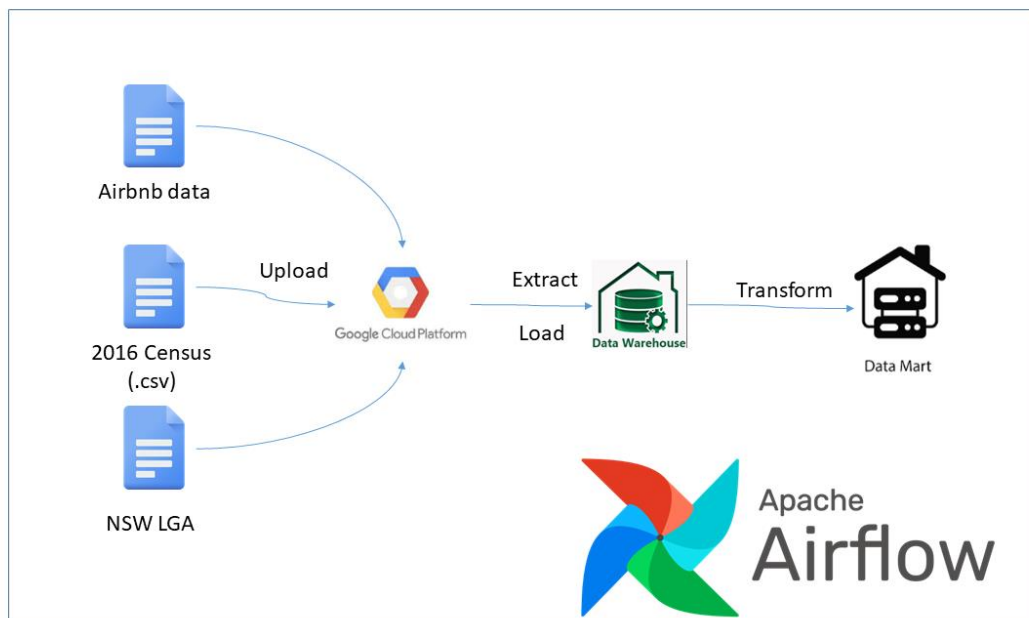 Airbnb data
2016 Census
(.csv)
NSW LGA
Upload
Google Cloud Platform
Extract
Load
Data Warehouse
Transform
Data Mart
Apache
Airflow